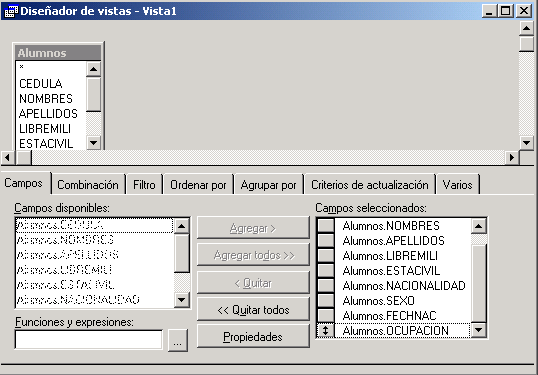 Diseñador de vistas - Vista1
Alumnos
*
CEDULA
NOMBRES
APELLIDOS
LIBREMILI
ESTACIVIL
Campos Combinación Filtro Ordenar por Agrupar por Criterios de actualización Varios
Campos disponibles:
Alumnos.CEDULA
Alumnos.NOMBRES
Alumnos.APELLIDOS
Alumnos.LIBREMILI
Alumnos.ESTACIVIL
Alumnos.NACIONALIDAD
Funciones y expresiones:
...
Agregar >
Agregar todos >>
< Quitar
<< Quitar todos
Propiedades
Campos seleccionados:
Alumnos.NOMBRES
Alumnos.APELLIDOS
Alumnos.LIBREMILI
Alumnos.ESTACIVIL
Alumnos.NACIONALIDAD
Alumnos.SEXO
Alumnos.FECHNAC
Alumnos.OCUPACION